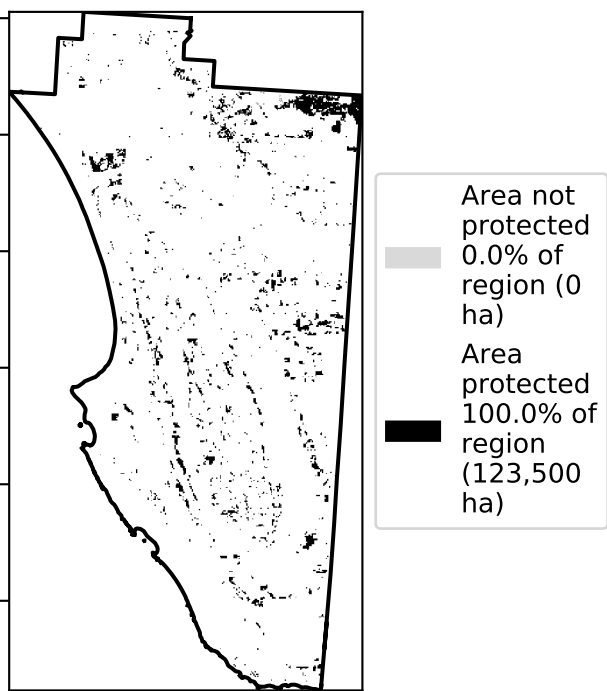 Area not
protected
0.0% of
region (0
ha)
Area
protected
100.0% of
region
(123,500
ha)